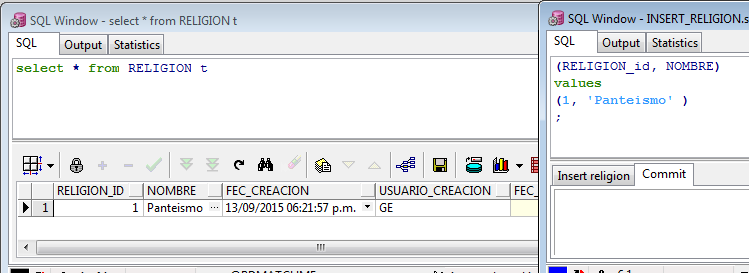 SQL Window - select * from RELIGION t
SQL Output Statistics
select * from RELIGION t
RELIGION_ID NOMBRE FEC_CREACION USUARIO_CREACION FEC_
1 1 Panteismo ... 13/09/2015 06:21:57 p.m. GE
SQL Window - INSERT_RELIGION.s
SQL Output Statistics
(RELIGION_id, NOMBRE)
values
(1, 'Panteismo' )
;
Insert religion Commit